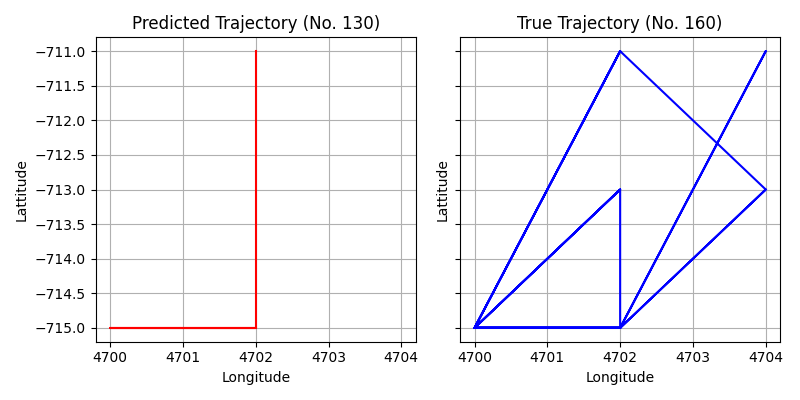 Predicted Trajectory (No. 130)
True Trajectory (No. 160)
Lattitude
−711.0
−711.5
−712.0
−712.5
−713.0
−713.5
−714.0
−714.5
−715.0
Lattitude
4700 4701 4702 4703 4704
4700 4701 4702 4703 4704
Longitude
Longitude